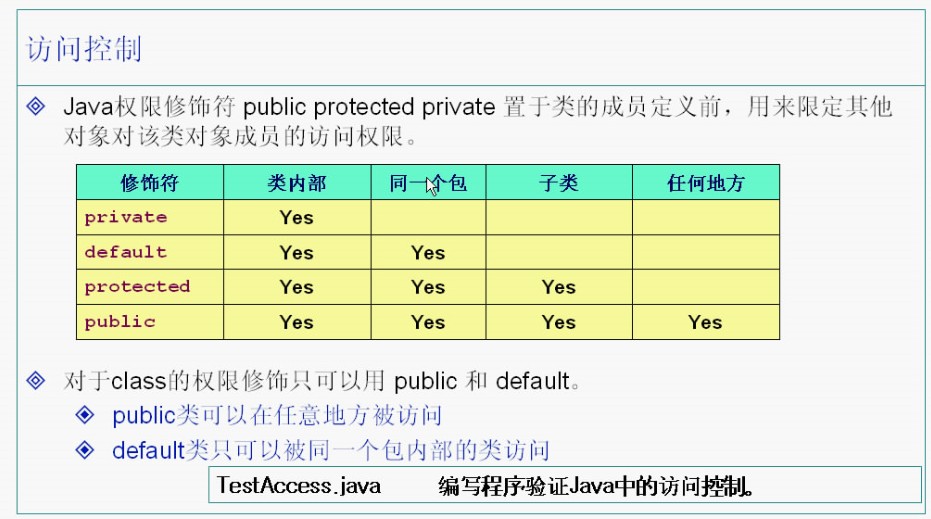 访问控制
Java权限修饰符 public protected private 置于类的成员定义前，用来限定其他
对象对该类对象成员的访问权限。
修饰符 类内部 同一个包 子类 任何地方
private Yes
default Yes Yes
protected Yes Yes Yes
public Yes Yes Yes Yes
对于class的权限修饰只可以用 public 和 default。
public类可以在任意地方被访问
default类只可以被同一个包内部的类访问
TestAccess.java 编写程序验证Java中的访问控制。